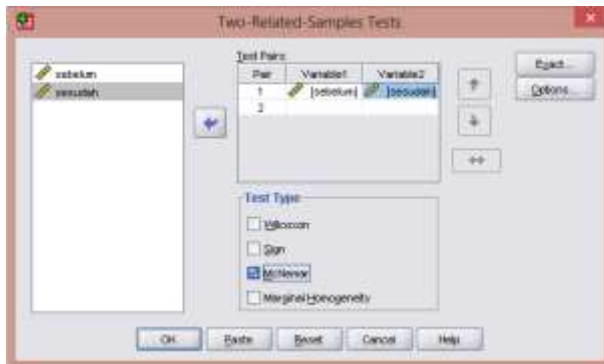 Two-Related-Samples Tests
sebelum
sesudah
Test Pairs:
Pair Variable1 Variable2
1 [sebelum] [sesudah]
2
Exact...
Options...
Test Type
Wilcoxon
Sign
McNemar
Marginal Homogeneity
OK Paste Reset Cancel Help